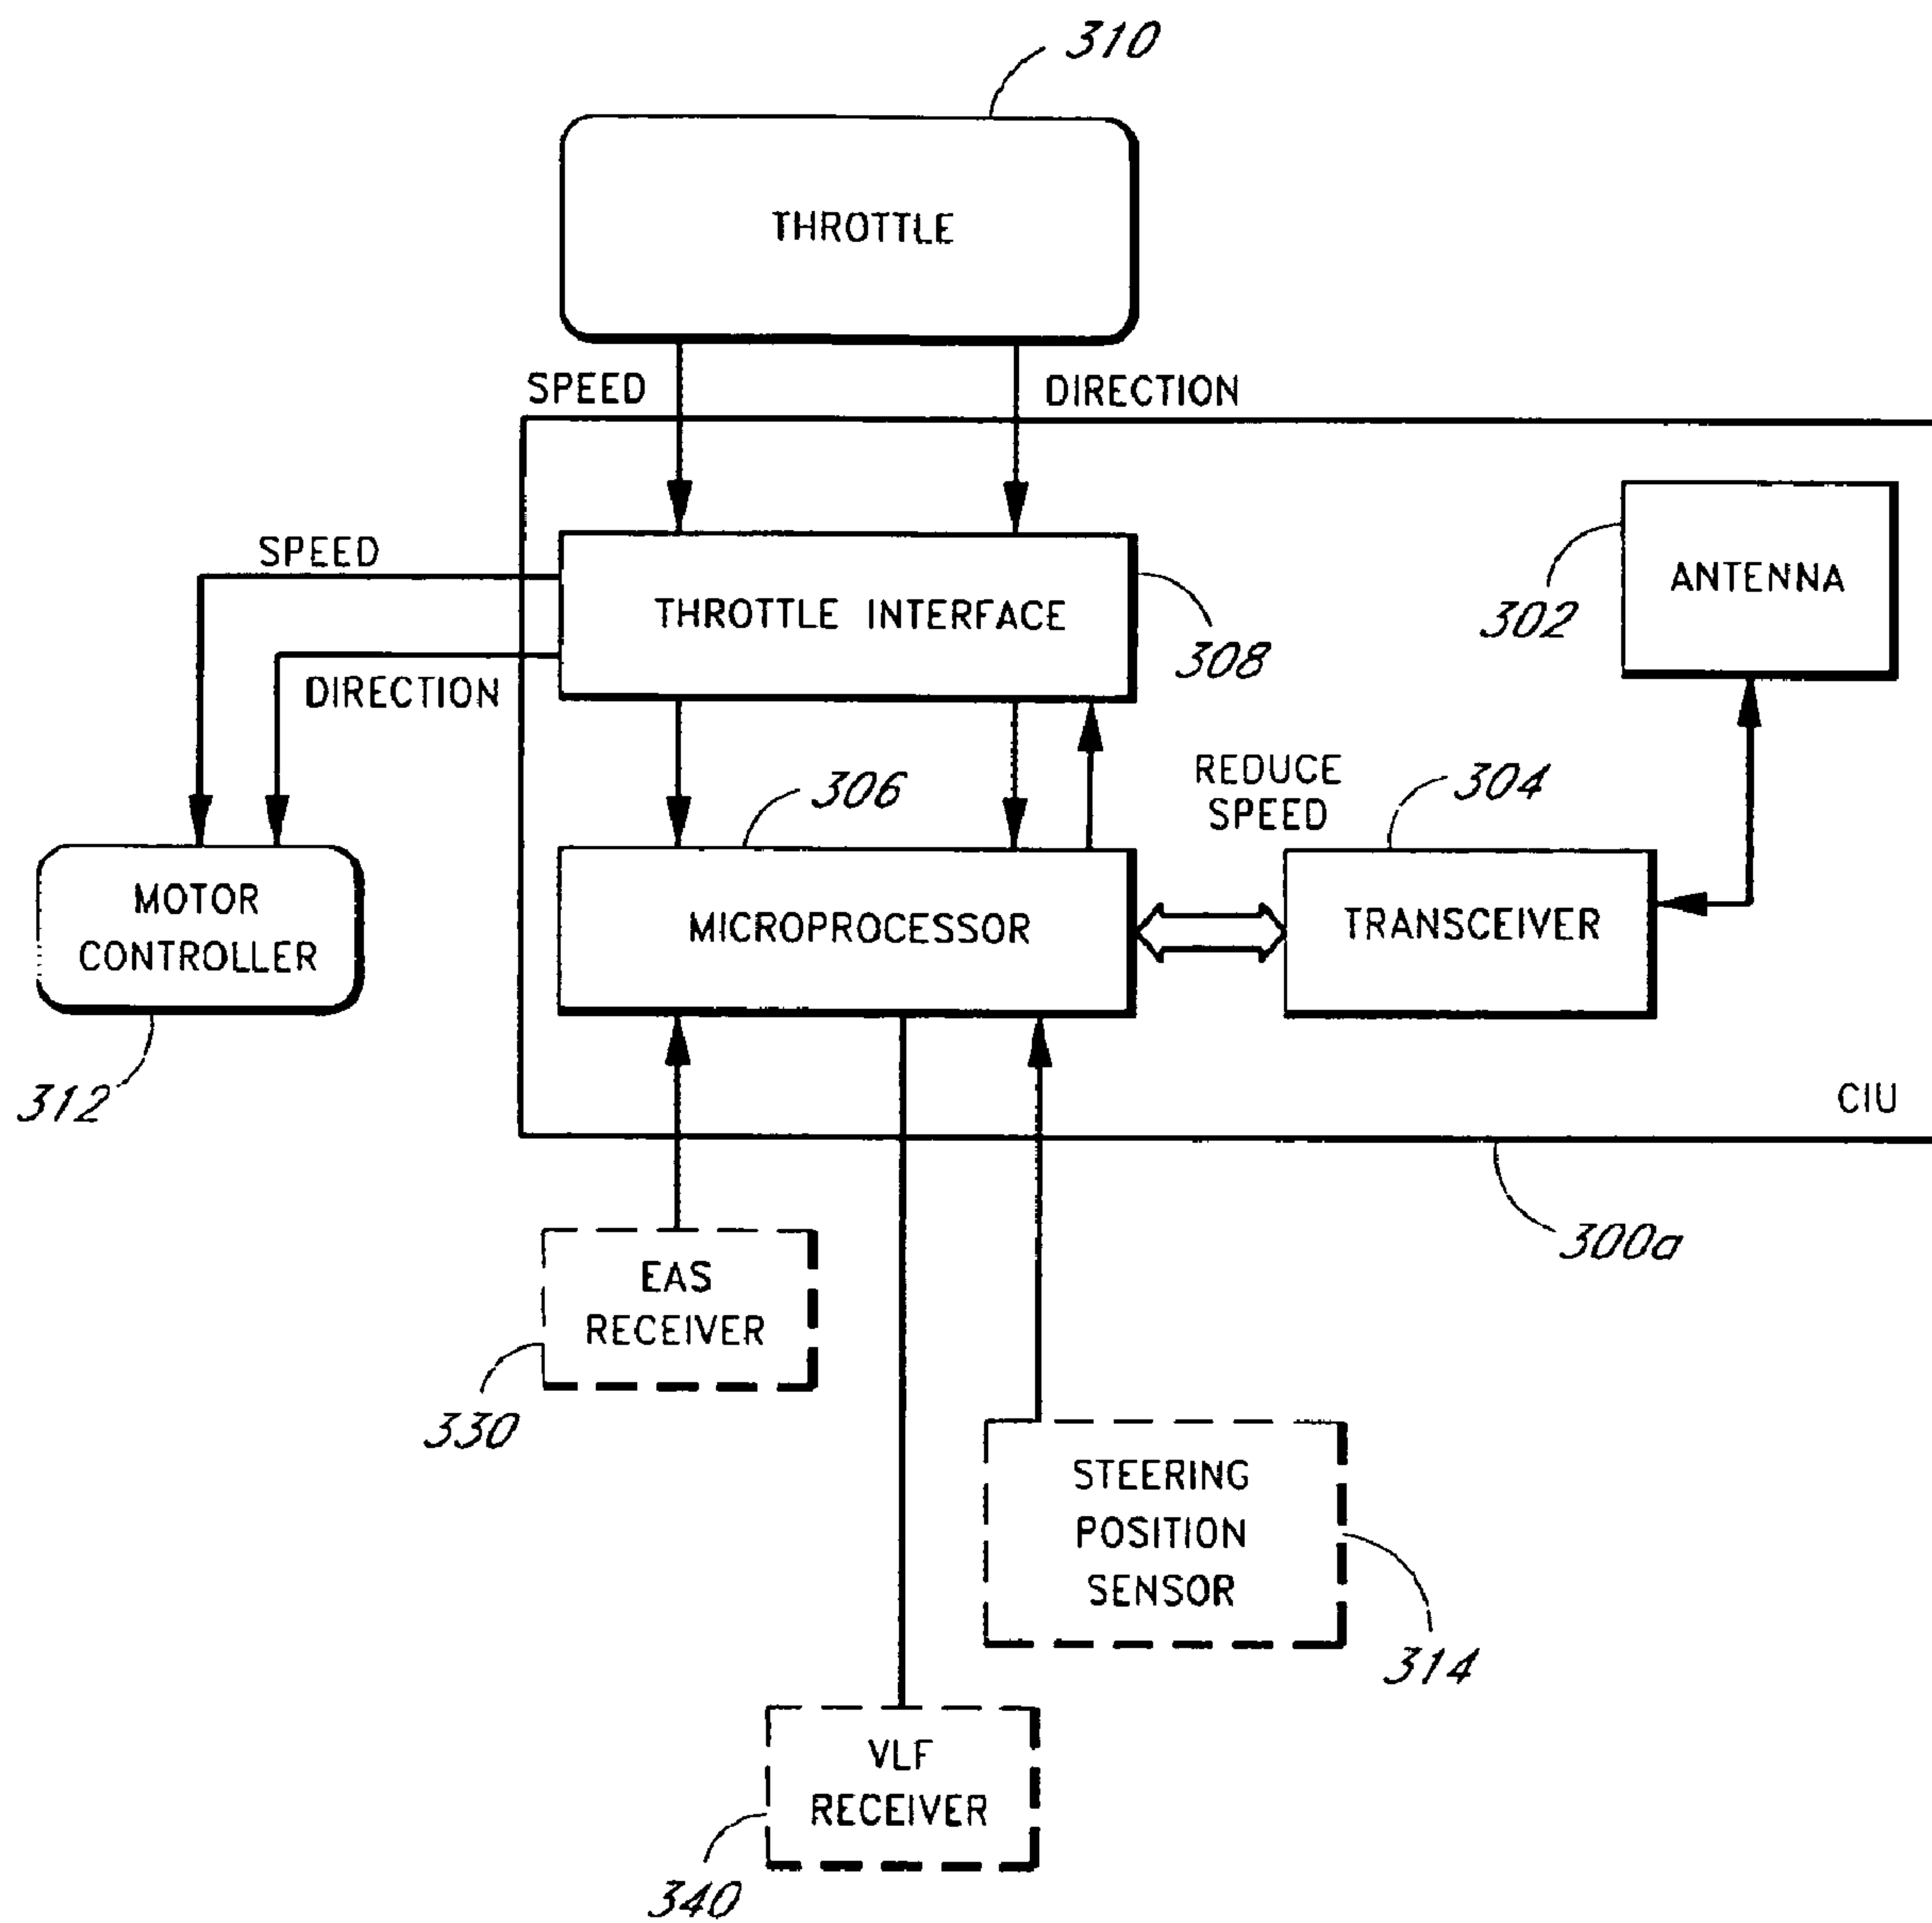 310
THROTTLE
SPEED
DIRECTION
SPEED
THROTTLE INTERFACE
ANTENNA
302
308
DIRECTION
REDUCE
SPEED
306
304
MOTOR
CONTROLLER
MICROPROCESSOR
TRANSCEIVER
312
CIU
300a
EAS
RECEIVER
330
STEERING
POSITION
SENSOR
314
VLF
RECEIVER
340